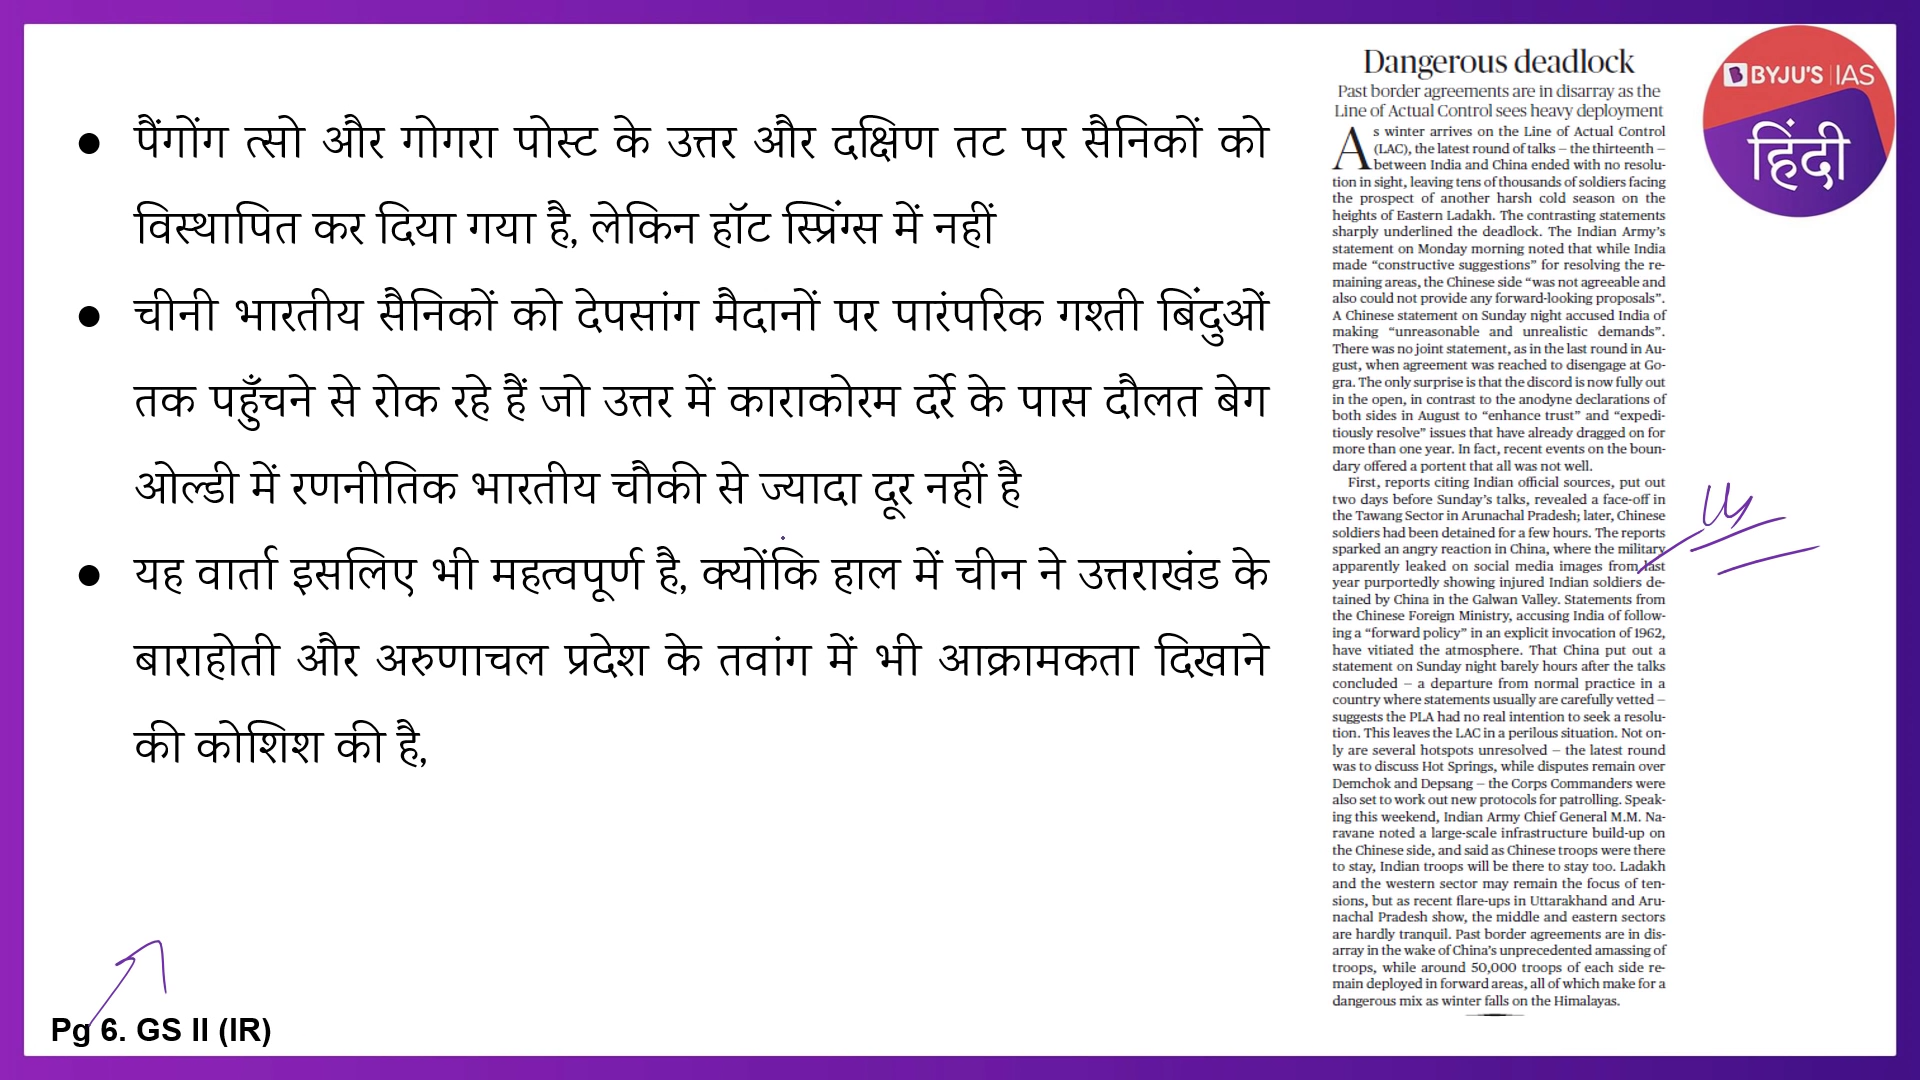 पैंगोंग त्सो और गोगरा पोस्ट के उत्तर और दक्षिण तट पर सैनिकों को
विस्थापित कर दिया गया है, लेकिन हॉट स्प्रिंग्स में नहीं
चीनी भारतीय सैनिकों को देपसांग मैदानों पर पारंपरिक गश्ती बिंदुओं
तक पहुँचने से रोक रहे हैं जो उत्तर में काराकोरम दर्रे के पास दौलत बेग
ओल्डी में रणनीतिक भारतीय चौकी से ज्यादा दूर नहीं है
यह वार्ता इसलिए भी महत्वपूर्ण है, क्योंकि हाल में चीन ने उत्तराखंड के
बाराहोती और अरुणाचल प्रदेश के तवांग में भी आक्रामकता दिखाने
की कोशिश की है,
Pg 6. GS II (IR)
Dangerous deadlock
Past border agreements are in disarray as the
Line of Actual Control sees heavy deployment
As winter arrives on the Line of Actual Control
(LAC), the latest round of talks – the thirteenth –
between India and China ended with no resolu-
tion in sight, leaving tens of thousands of soldiers facing
the prospect of another harsh cold season on the
heights of Eastern Ladakh. The contrasting statements
sharply underlined the deadlock. The Indian Army's
statement on Monday morning noted that while India
made “constructive suggestions” for resolving the re-
maining areas, the Chinese side “was not agreeable and
also could not provide any forward-looking proposals”.
A Chinese statement on Sunday night accused India of
making “unreasonable and unrealistic demands”.
There was no joint statement, as in the last round in Au-
gust, when agreement was reached to disengage at Go-
gra. The only surprise is that the discord is now fully out
in the open, in contrast to the anodyne declarations of
both sides in August to “enhance trust” and “expedi-
tiously resolve” issues that have already dragged on for
more than one year. In fact, recent events on the boun-
dary offered a portent that all was not well.
First, reports citing Indian official sources, put out
two days before Sunday's talks, revealed a face-off in
the Tawang Sector in Arunachal Pradesh; later, Chinese
soldiers had been detained for a few hours. The reports
sparked an angry reaction in China, where the military
apparently leaked on social media images from last
year purportedly showing injured Indian soldiers de-
tained by China in the Galwan Valley. Statements from
the Chinese Foreign Ministry, accusing India of follow-
ing a “forward policy” in an explicit invocation of 1962,
have vitiated the atmosphere. That China put out a
statement on Sunday night barely hours after the talks
concluded – a departure from normal practice in a
country where statements usually are carefully vetted –
suggests the PLA had no real intention to seek a resolu-
tion. This leaves the LAC in a perilous situation. Not on-
ly are several hotspots unresolved – the latest round
was to discuss Hot Springs, while disputes remain over
Demchok and Depsang – the Corps Commanders were
also set to work out new protocols for patrolling. Speak-
ing this weekend, Indian Army Chief General M.M. Na-
ravane noted a large-scale infrastructure build-up on
the Chinese side, and said as Chinese troops were there
to stay, Indian troops will be there to stay too. Ladakh
and the western sector may remain the focus of ten-
sions, but as recent flare-ups in Uttarakhand and Aru-
nachal Pradesh show, the middle and eastern sectors
are hardly tranquil. Past border agreements are in dis-
array in the wake of China's unprecedented amassing of
troops, while around 50,000 troops of each side re-
main deployed in forward areas, all of which make for a
dangerous mix as winter falls on the Himalayas.
BYJU'S IAS
हिंदी